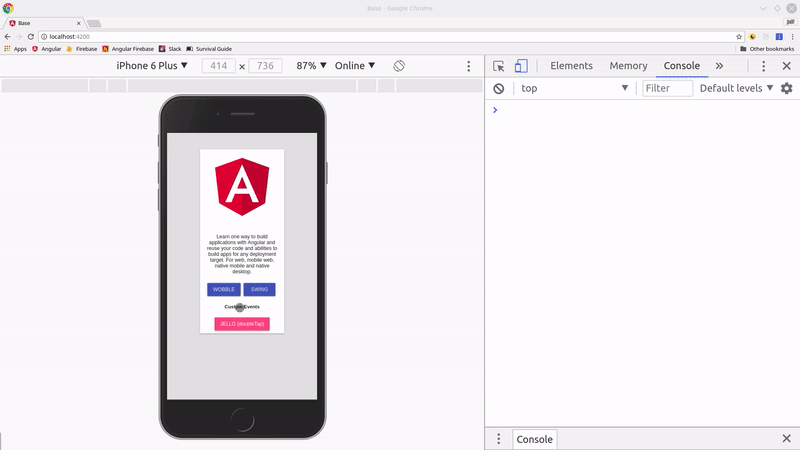 Base - Google Chrome
Base
Jeff
localhost:4200
Apps Angular Firebase Angular Firebase Slack Survival Guide Other bookmarks
iPhone 6 Plus ▼ 414 × 736 87% ▼ Online ▼
Elements Memory Console »
top ▼ Filter Default levels ▼
>
A
Learn one way to build
applications with Angular and
reuse your code and abilities to
build apps for any deployment
target. For web, mobile web,
native mobile and native
desktop.
WOBBLE SWING
Custom Events
JELLO (doubleTap)
Console